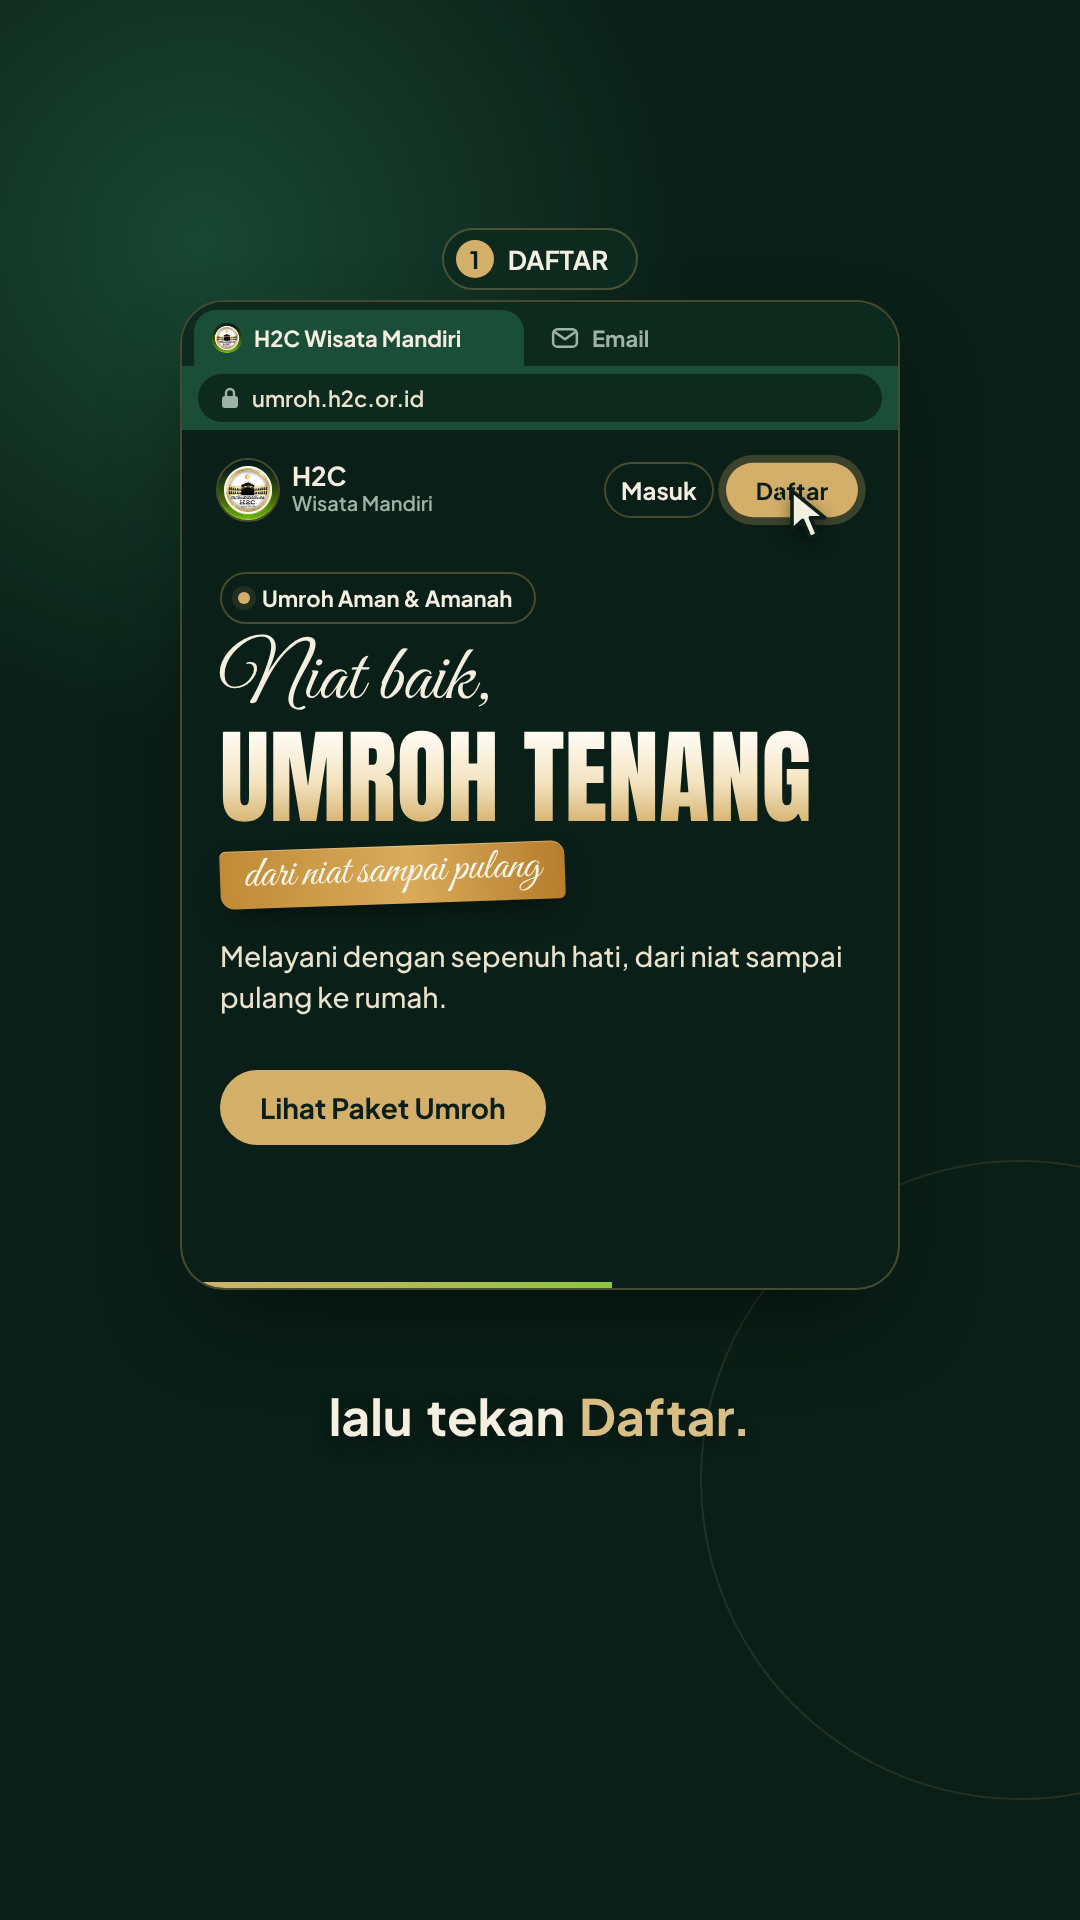 1 DAFTAR
H2C Wisata Mandiri
Email
umroh.h2c.or.id
H2C
Wisata Mandiri
Masuk
Daftar
Umroh Aman & Amanah
Niat baik,
UMROH TENANG
dari niat sampai pulang
Melayani dengan sepenuh hati, dari niat sampai
pulang ke rumah.
Lihat Paket Umroh
lalu tekan Daftar.